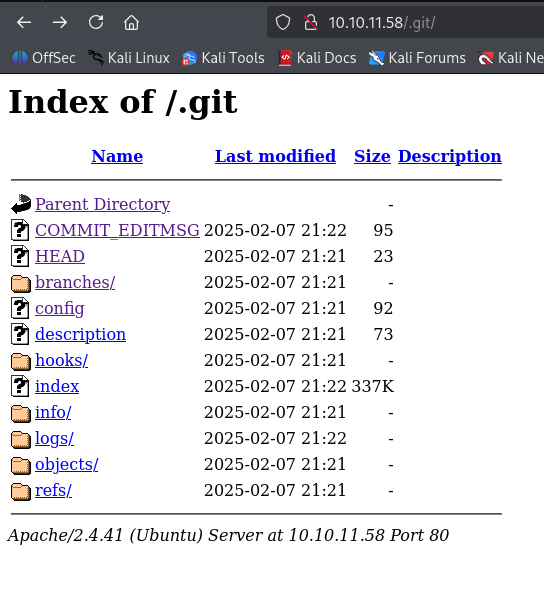 10.10.11.58/.git/
OffSec Kali Linux Kali Tools Kali Docs Kali Forums Kali Ne
Index of /.git
Name Last modified Size Description
Parent Directory -
COMMIT_EDITMSG 2025-02-07 21:22 95
HEAD 2025-02-07 21:21 23
branches/ 2025-02-07 21:21 -
config 2025-02-07 21:21 92
description 2025-02-07 21:21 73
hooks/ 2025-02-07 21:21 -
index 2025-02-07 21:22 337K
info/ 2025-02-07 21:21 -
logs/ 2025-02-07 21:22 -
objects/ 2025-02-07 21:21 -
refs/ 2025-02-07 21:21 -
Apache/2.4.41 (Ubuntu) Server at 10.10.11.58 Port 80